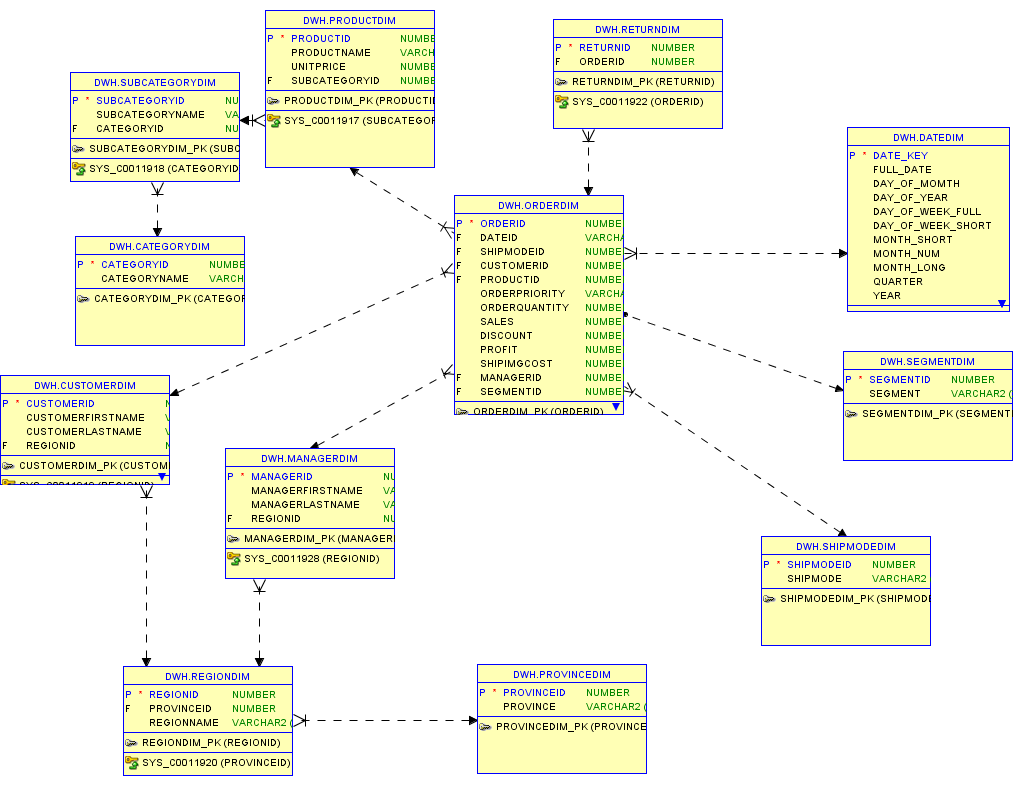 DWH.PRODUCTDIM
P * PRODUCTID NUMBE
PRODUCTNAME VARCH
UNITPRICE NUMBE
F SUBCATEGORYID NUMBE
PRODUCTDIM_PK (PRODUCTI
SYS_C0011917 (SUBCATEGOR
DWH.RETURNDIM
P * RETURNID NUMBER
F ORDERID NUMBER
RETURNDIM_PK (RETURNID)
SYS_C0011922 (ORDERID)
DWH.SUBCATEGORYDIM
P * SUBCATEGORYID NU
SUBCATEGORYNAME VA
F CATEGORYID NU
SUBCATEGORYDIM_PK (SUBC
SYS_C0011918 (CATEGORYID
DWH.DATEDIM
P * DATE_KEY
FULL_DATE
DAY_OF_MOMTH
DAY_OF_YEAR
DAY_OF_WEEK_FULL
DAY_OF_WEEK_SHORT
MONTH_SHORT
MONTH_NUM
MONTH_LONG
QUARTER
YEAR
DWH.ORDERDIM
P * ORDERID NUMBE
F DATEID VARCHA
F SHIPMODEID NUMBE
F CUSTOMERID NUMBE
F PRODUCTID NUMBE
ORDERPRIORITY VARCHA
ORDERQUANTITY NUMBE
SALES NUMBE
DISCOUNT NUMBE
PROFIT NUMBE
SHIPIMGCOST NUMBE
F MANAGERID NUMBE
F SEGMENTID NUMBE
ORDERDIM_PK (ORDERID)
DWH.CATEGORYDIM
P * CATEGORYID NUMBE
CATEGORYNAME VARCH
CATEGORYDIM_PK (CATEGOR
DWH.SEGMENTDIM
P * SEGMENTID NUMBER
SEGMENT VARCHAR2 (
SEGMENTDIM_PK (SEGMENT
DWH.CUSTOMERDIM
P * CUSTOMERID N
CUSTOMERFIRSTNAME V
CUSTOMERLASTNAME V
F REGIONID N
CUSTOMERDIM_PK (CUSTOM
DWH.MANAGERDIM
P * MANAGERID NU
MANAGERFIRSTNAME VA
MANAGERLASTNAME VA
F REGIONID NU
MANAGERDIM_PK (MANAGER
SYS_C0011928 (REGIONID)
DWH.SHIPMODEDIM
P * SHIPMODEID NUMBER
SHIPMODE VARCHAR2
SHIPMODEDIM_PK (SHIPMODI
DWH.REGIONDIM
P * REGIONID NUMBER
F PROVINCEID NUMBER
REGIONNAME VARCHAR2 (
REGIONDIM_PK (REGIONID)
SYS_C0011920 (PROVINCEID)
DWH.PROVINCEDIM
P * PROVINCEID NUMBER
PROVINCE VARCHAR2 (
PROVINCEDIM_PK (PROVINCE